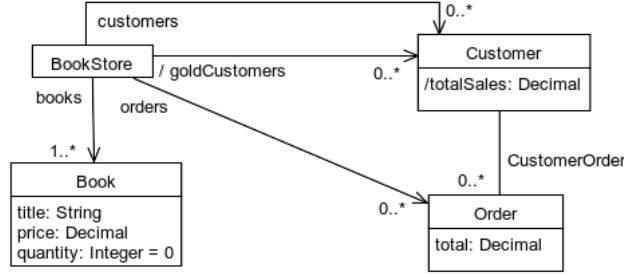 customers
0..*
BookStore
/ goldCustomers
0..*
Customer
/totalSales: Decimal
books
orders
1..*
CustomerOrder
Book
title: String
price: Decimal
quantity: Integer = 0
0..*
0..*
Order
total: Decimal